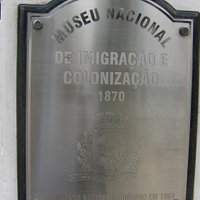 MUSEU NACIONAL
DE IMIGRAÇÃO E
COLONIZAÇÃO
1870